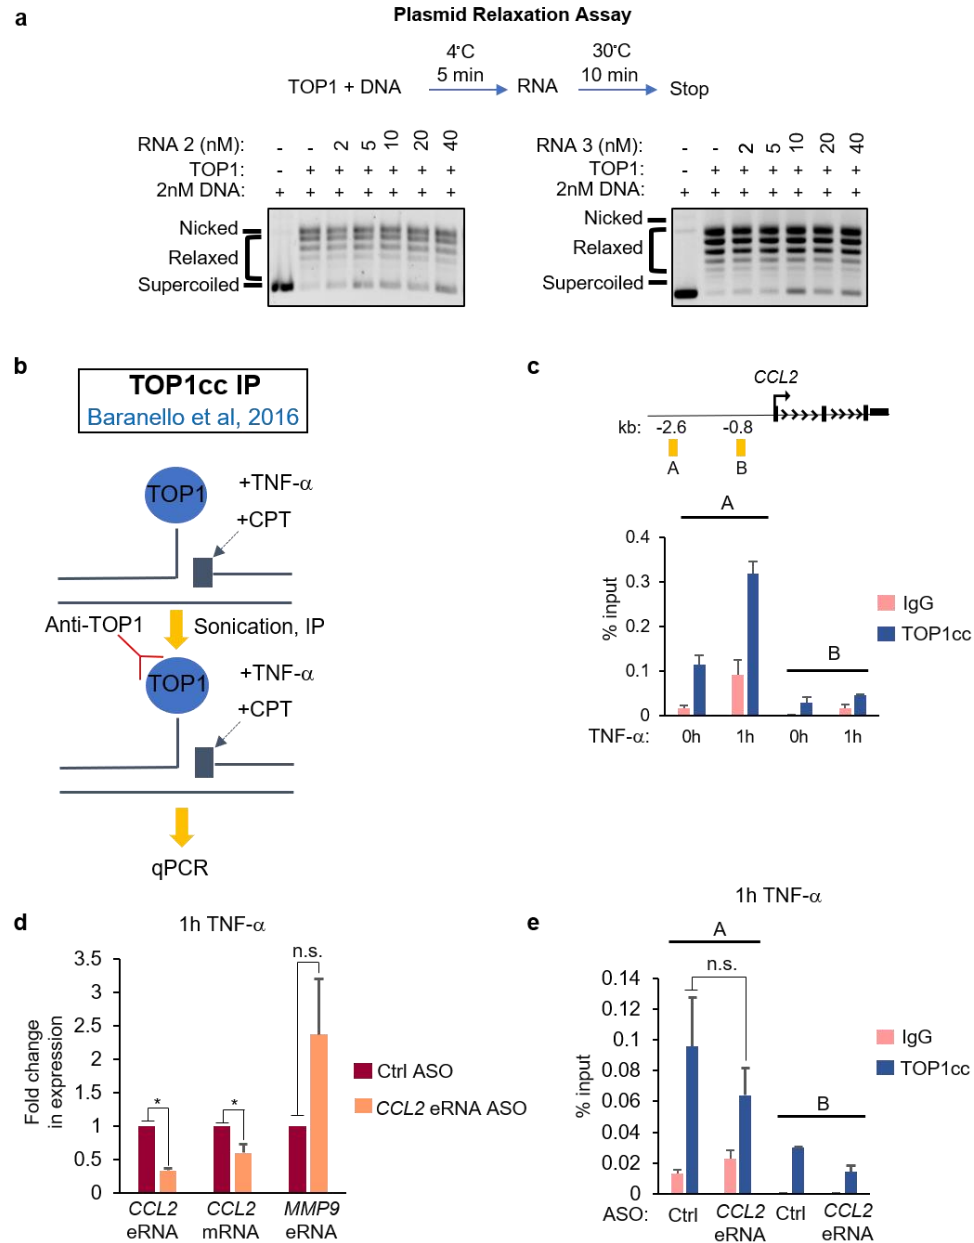 a
Plasmid Relaxation Assay
4°C
5 min
30°C
10 min
TOP1 + DNA
RNA
Stop
RNA 2 (nM): - - 2 5 10 20 40
TOP1: - + + + + + +
2nM DNA: + + + + + + +
Nicked
Relaxed
Supercoiled
RNA 3 (nM): - - 2 5 10 20 40
TOP1: - + + + + + +
2nM DNA: + + + + + + +
Nicked
Relaxed
Supercoiled
b
TOP1cc IP
Baranello et al, 2016
TOP1
+TNF-α
+CPT
Anti-TOP1
Sonication, IP
TOP1
+TNF-α
+CPT
qPCR
c
CCL2
kb: -2.6 -0.8
A B
A
B
% input
0.4
0.3
0.2
0.1
0
IgG
TOP1cc
TNF-α: 0h 1h 0h 1h
d
1h TNF-α
n.s.
* *
Fold change
in expression
3.5
3
2.5
2
1.5
1
0.5
0
Ctrl ASO
CCL2 eRNA ASO
CCL2 CCL2 MMP9
eRNA mRNA eRNA
e
1h TNF-α
A
n.s.
B
% input
0.14
0.12
0.1
0.08
0.06
0.04
0.02
0
IgG
TOP1cc
ASO: Ctrl CCL2 Ctrl CCL2
eRNA eRNA